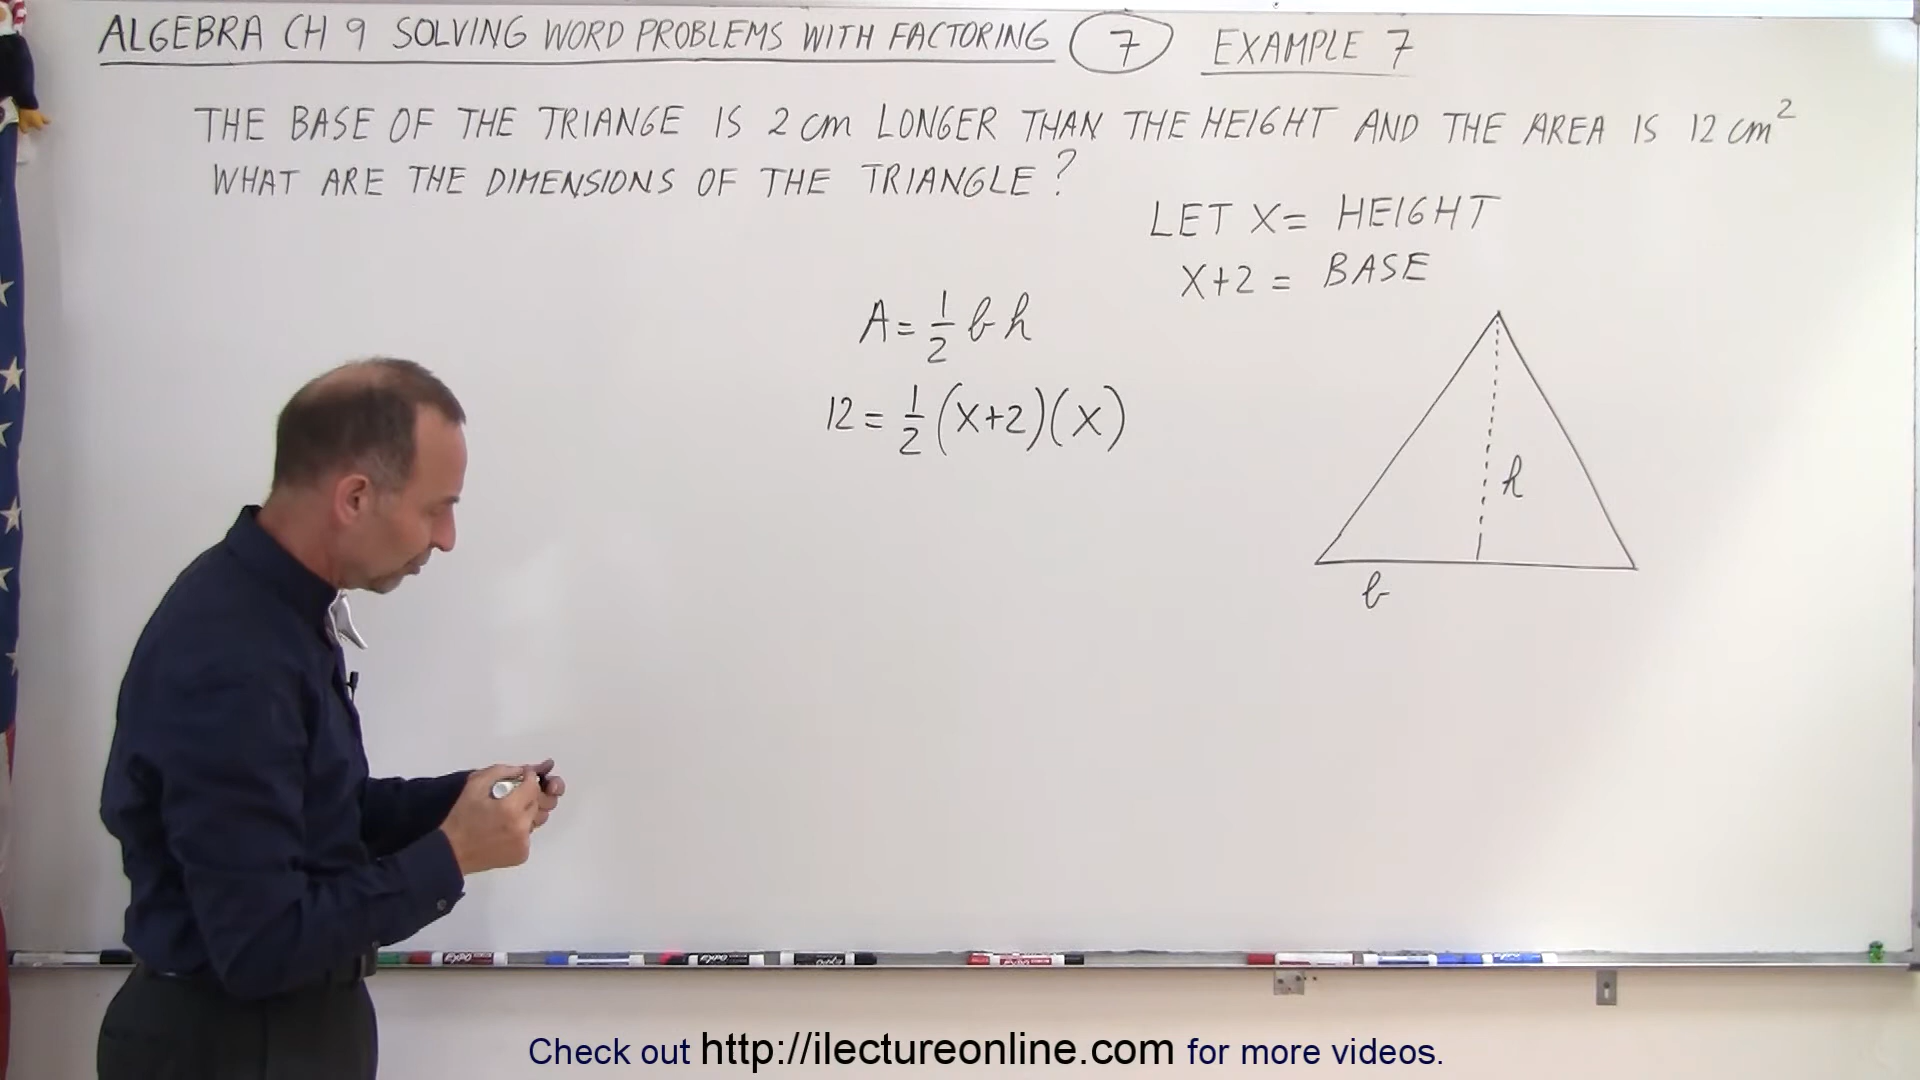 ALGEBRA CH 9 SOLVING WORD PROBLEMS WITH FACTORING 7 EXAMPLE 7
THE BASE OF THE TRIANGE IS 2 cm LONGER THAN THE HEIGHT AND THE AREA IS 12 cm²
WHAT ARE THE DIMENSIONS OF THE TRIANGLE?
LET X = HEIGHT
X+2 = BASE
A = 1/2 b h
12 = 1/2 (X+2)(X)
h
b
Check out http://ilectureonline.com for more videos.